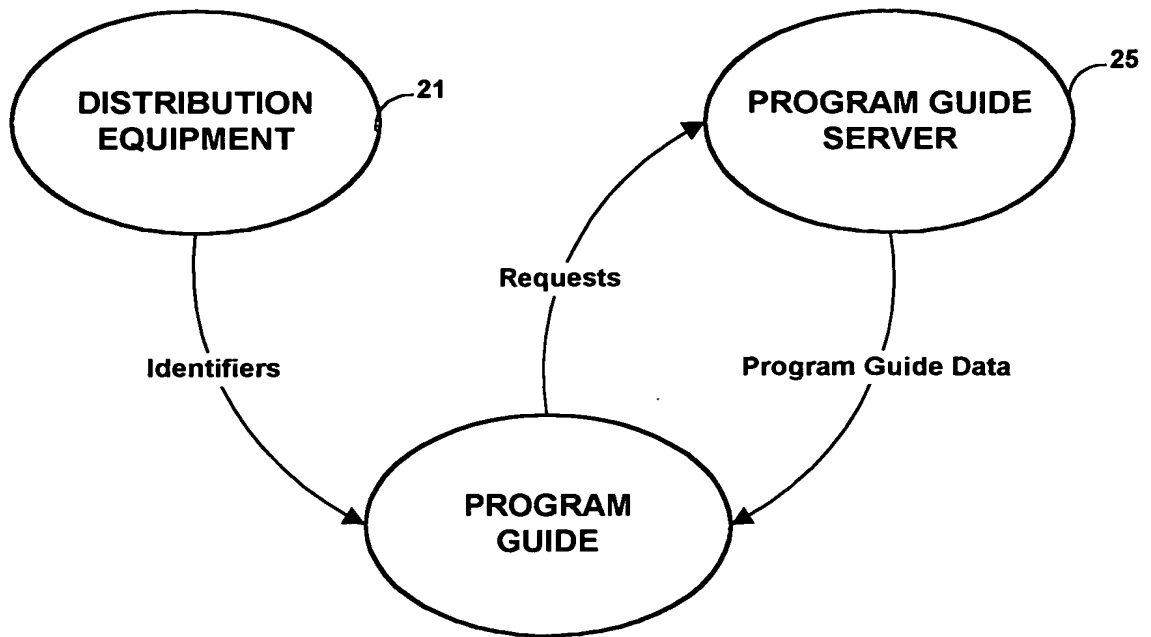 DISTRIBUTION
EQUIPMENT
21
PROGRAM GUIDE
SERVER
25
Requests
Identifiers
Program Guide Data
PROGRAM
GUIDE